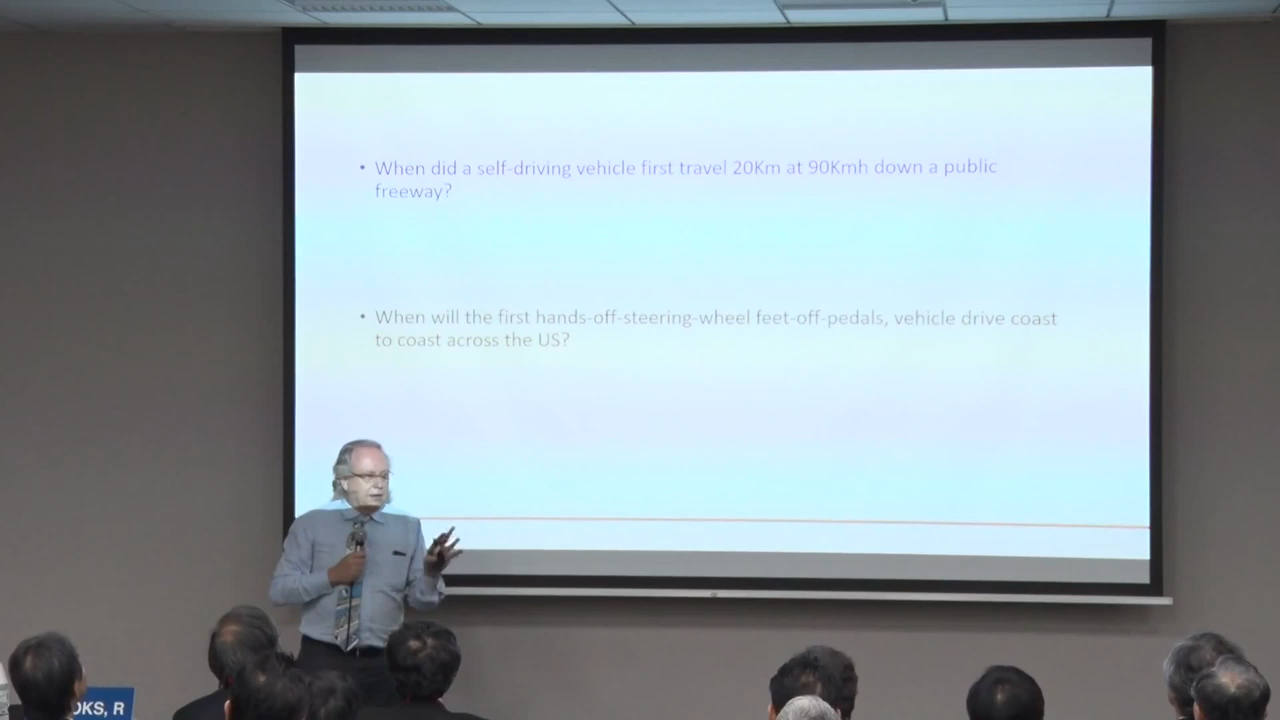 • When did a self-driving vehicle first travel 20Km at 90Kmh down a public
freeway?
• When will the first hands-off-steering-wheel feet-off-pedals, vehicle drive coast
to coast across the US?
OKS, R